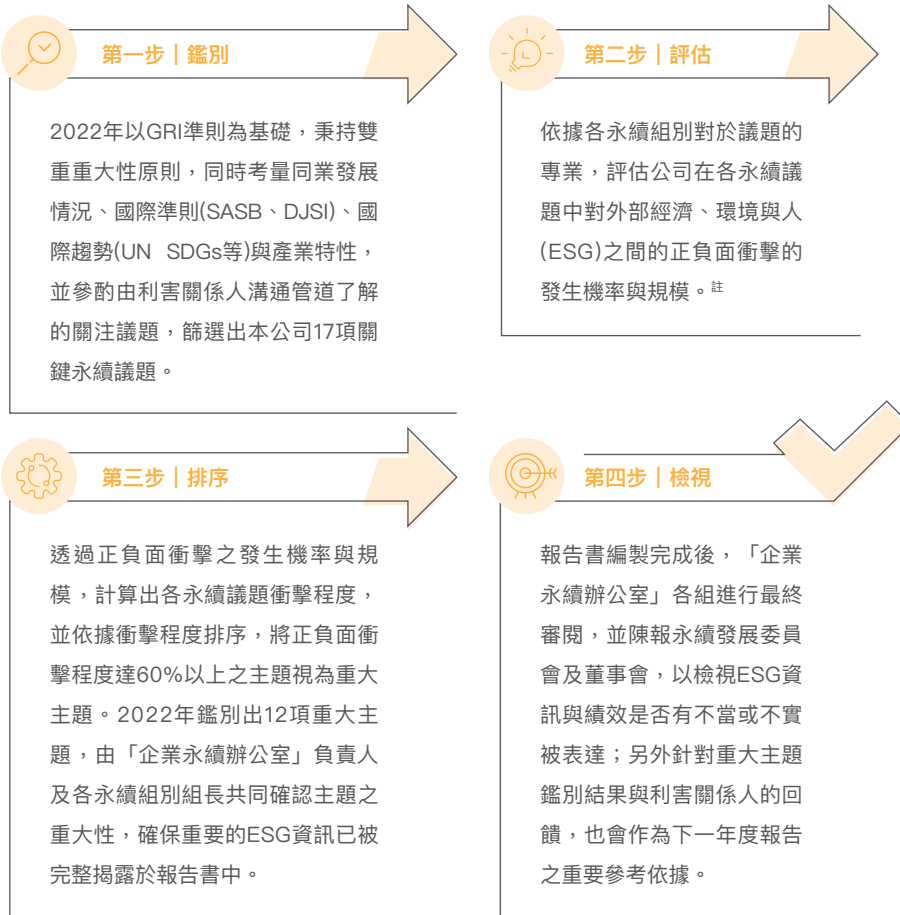 第一步｜鑑別
2022年以GRI準則為基礎，秉持雙
重重大性原則，同時考量同業發展
情況、國際準則(SASB、DJSI)、國
際趨勢(UN SDGs等)與產業特性，
並參酌由利害關係人溝通管道了解
的關注議題，篩選出本公司17項關
鍵永續議題。
第二步｜評估
依據各永續組別對於議題的
專業，評估公司在各永續議
題中對外部經濟、環境與人
(ESG)之間的正負面衝擊的
發生機率與規模。註
第三步｜排序
透過正負面衝擊之發生機率與規
模，計算出各永續議題衝擊程度，
並依據衝擊程度排序，將正負面衝
擊程度達60%以上之主題視為重大
主題。2022年鑑別出12項重大主
題，由「企業永續辦公室」負責人
及各永續組別組長共同確認主題之
重大性，確保重要的ESG資訊已被
完整揭露於報告書中。
第四步｜檢視
報告書編製完成後，「企業
永續辦公室」各組進行最終
審閱，並陳報永續發展委員
會及董事會，以檢視ESG資
訊與績效是否有不當或不實
被表達；另外針對重大主題
鑑別結果與利害關係人的回
饋，也會作為下一年度報告
之重要參考依據。